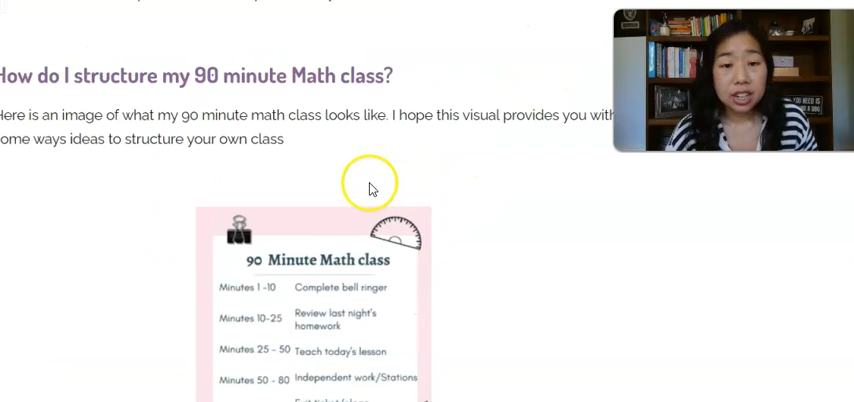 How do I structure my 90 minute Math class?
Here is an image of what my 90 minute math class looks like. I hope this visual provides you with
ome ways ideas to structure your own class
90 Minute Math class
Minutes 1 -10 Complete bell ringer
Minutes 10-25 Review last night's
homework
Minutes 25 - 50 Teach today's lesson
Minutes 50 - 80 Independent work/Stations